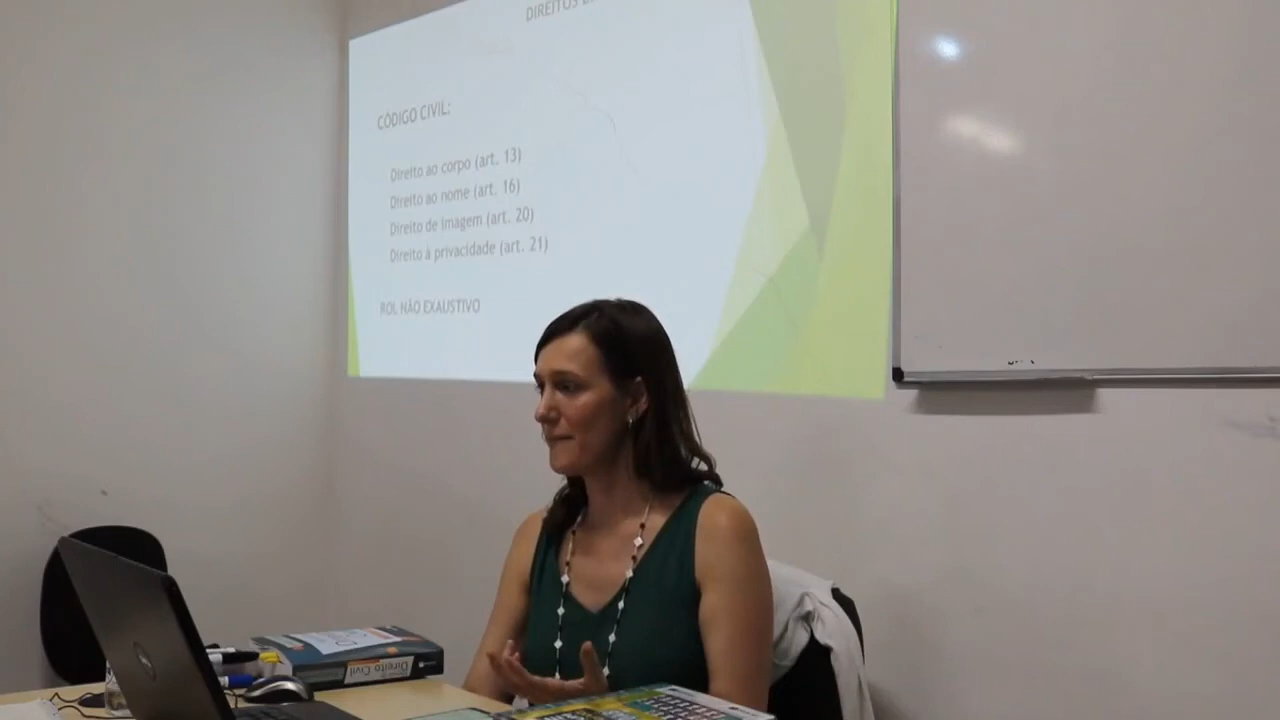 DIREITOS
CÓDIGO CIVIL:
Direito ao corpo (art. 13)
Direito ao nome (art. 16)
Direito de imagem (art. 20)
Direito à privacidade (art. 21)
ROL NÃO EXAUSTIVO
Direito Civil